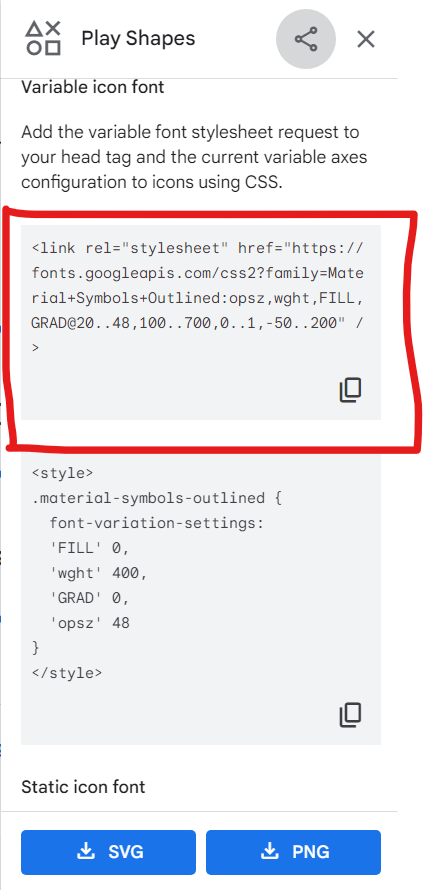 Play Shapes
Variable icon font
Add the variable font stylesheet request to
your head tag and the current variable axes
configuration to icons using CSS.
<link rel="stylesheet" href="https://
fonts.googleapis.com/css2?family=Mate
rial+Symbols+Outlined:opsz,wght,FILL,
GRAD@20..48,100..700,0..1,-50..200" /
>
<style>
.material-symbols-outlined {
  font-variation-settings:
  'FILL' 0,
  'wght' 400,
  'GRAD' 0,
  'opsz' 48
}
</style>
Static icon font
SVG
PNG